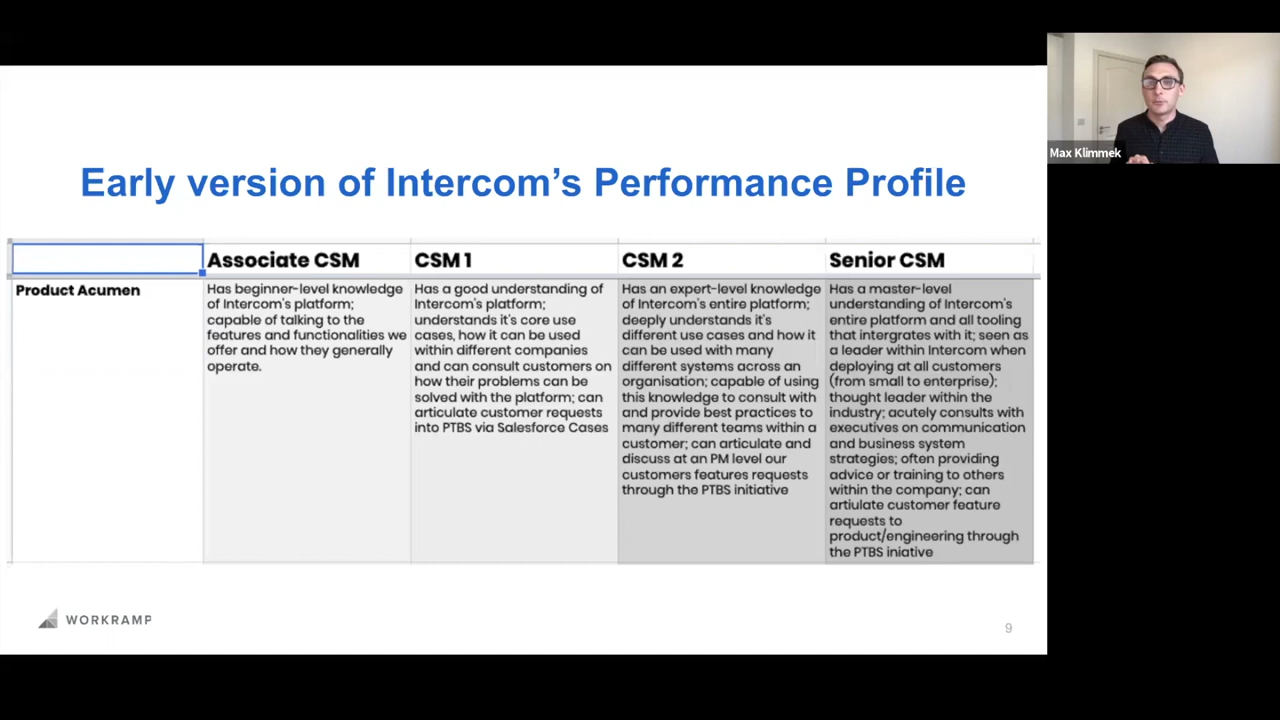 Max Klimmek
Early version of Intercom's Performance Profile
Associate CSM
CSM 1
CSM 2
Senior CSM
Product Acumen
Has beginner-level knowledge
of Intercom's platform;
capable of talking to the
features and functionalities we
offer and how they generally
operate.
Has a good understanding of
Intercom's platform;
understands it's core use
cases, how it can be used
within different companies
and can consult customers on
how their problems can be
solved with the platform; can
articulate customer requests
into PTBS via Salesforce Cases
Has an expert-level knowledge
of Intercom's entire platform;
deeply understands it's
different use cases and how it
can be used with many
different systems across an
organisation; capable of using
this knowledge to consult with
and provide best practices to
many different teams within a
customer; can articulate and
discuss at an PM level our
customers features requests
through the PTBS initiative
Has a master-level
understanding of Intercom's
entire platform and all tooling
that intergrates with it; seen as
a leader within Intercom when
deploying at all customers
(from small to enterprise);
thought leader within the
industry; acutely consults with
executives on communication
and business system
strategies; often providing
advice or training to others
within the company; can
artiulate customer feature
requests to
product/engineering through
the PTBS iniative
WORKRAMP
9